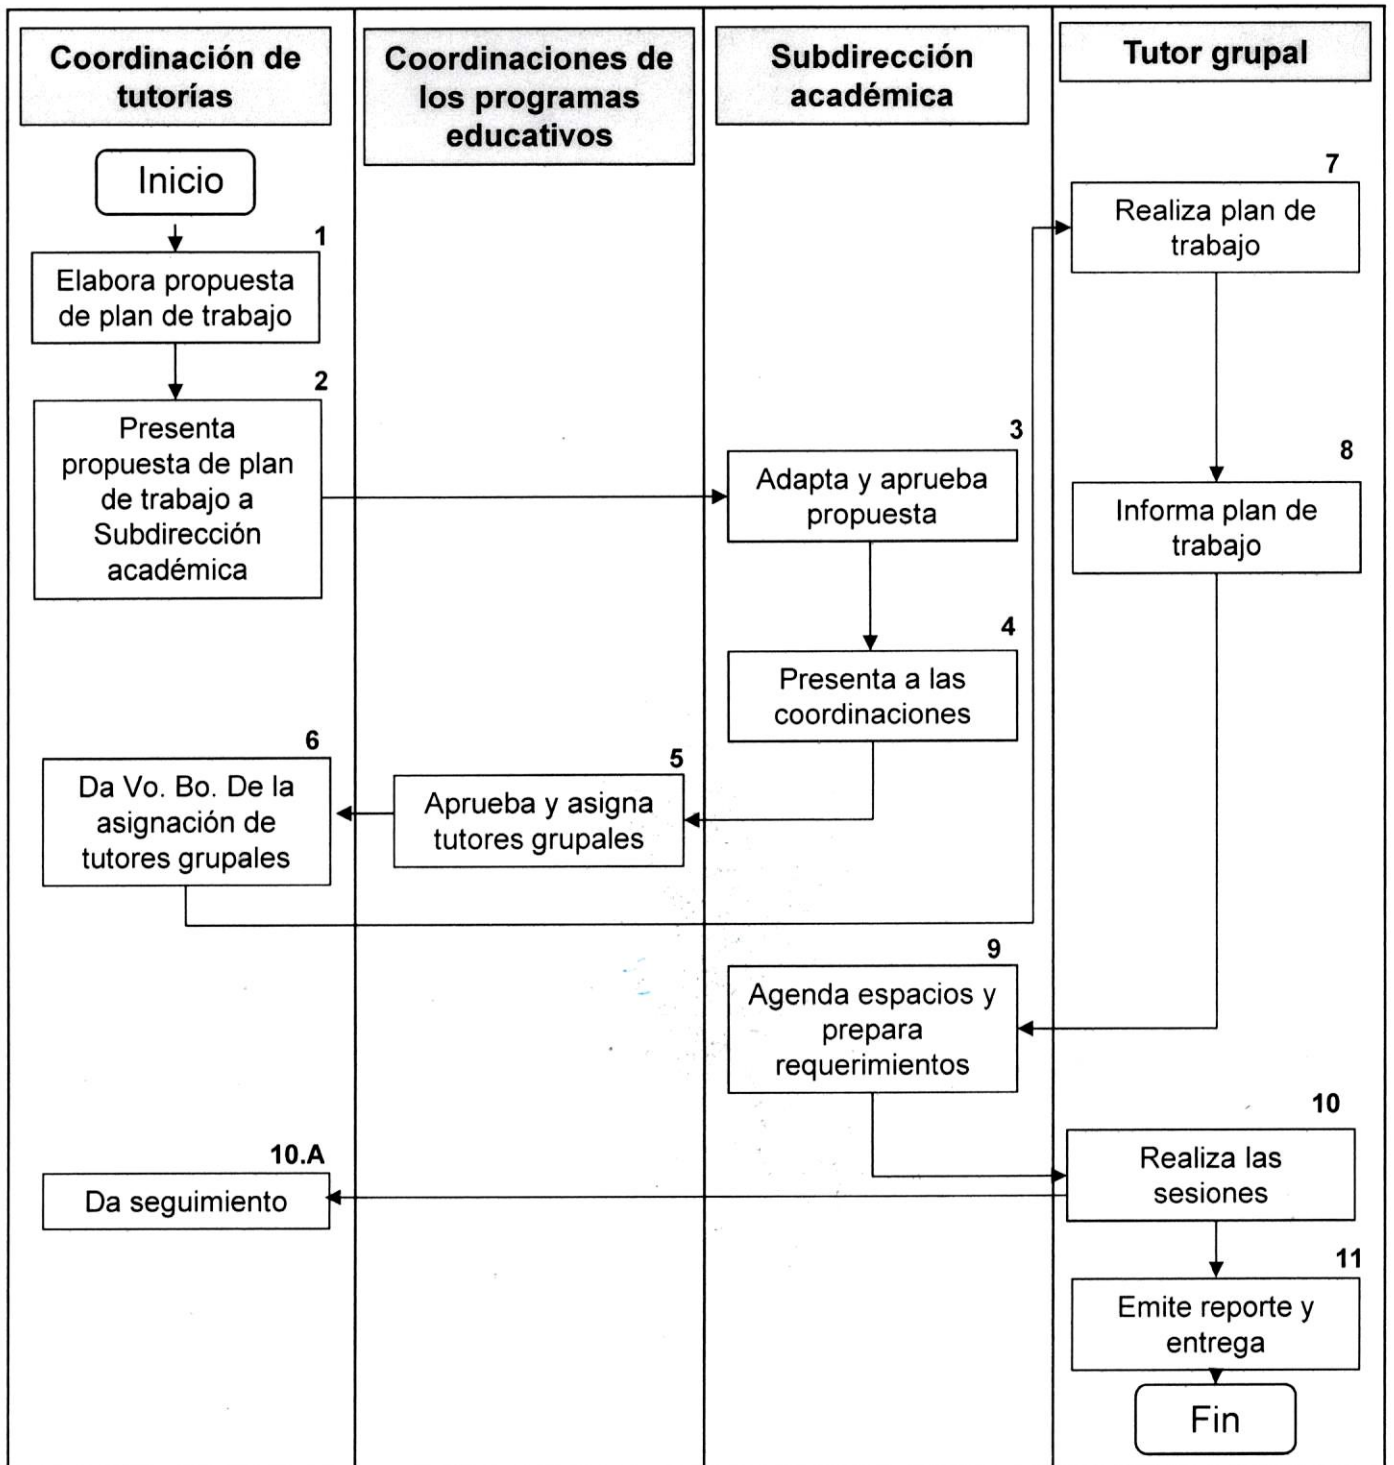 Coordinación de
tutorías
Coordinaciones de
los programas
educativos
Subdirección
académica
Tutor grupal
Inicio
1
Elabora propuesta
de plan de trabajo
2
Presenta
propuesta de plan
de trabajo a
Subdirección
académica
3
Adapta y aprueba
propuesta
4
Presenta a las
coordinaciones
5
Aprueba y asigna
tutores grupales
6
Da Vo. Bo. De la
asignación de
tutores grupales
7
Realiza plan de
trabajo
8
Informa plan de
trabajo
9
Agenda espacios y
prepara
requerimientos
10
Realiza las
sesiones
10.A
Da seguimiento
11
Emite reporte y
entrega
Fin